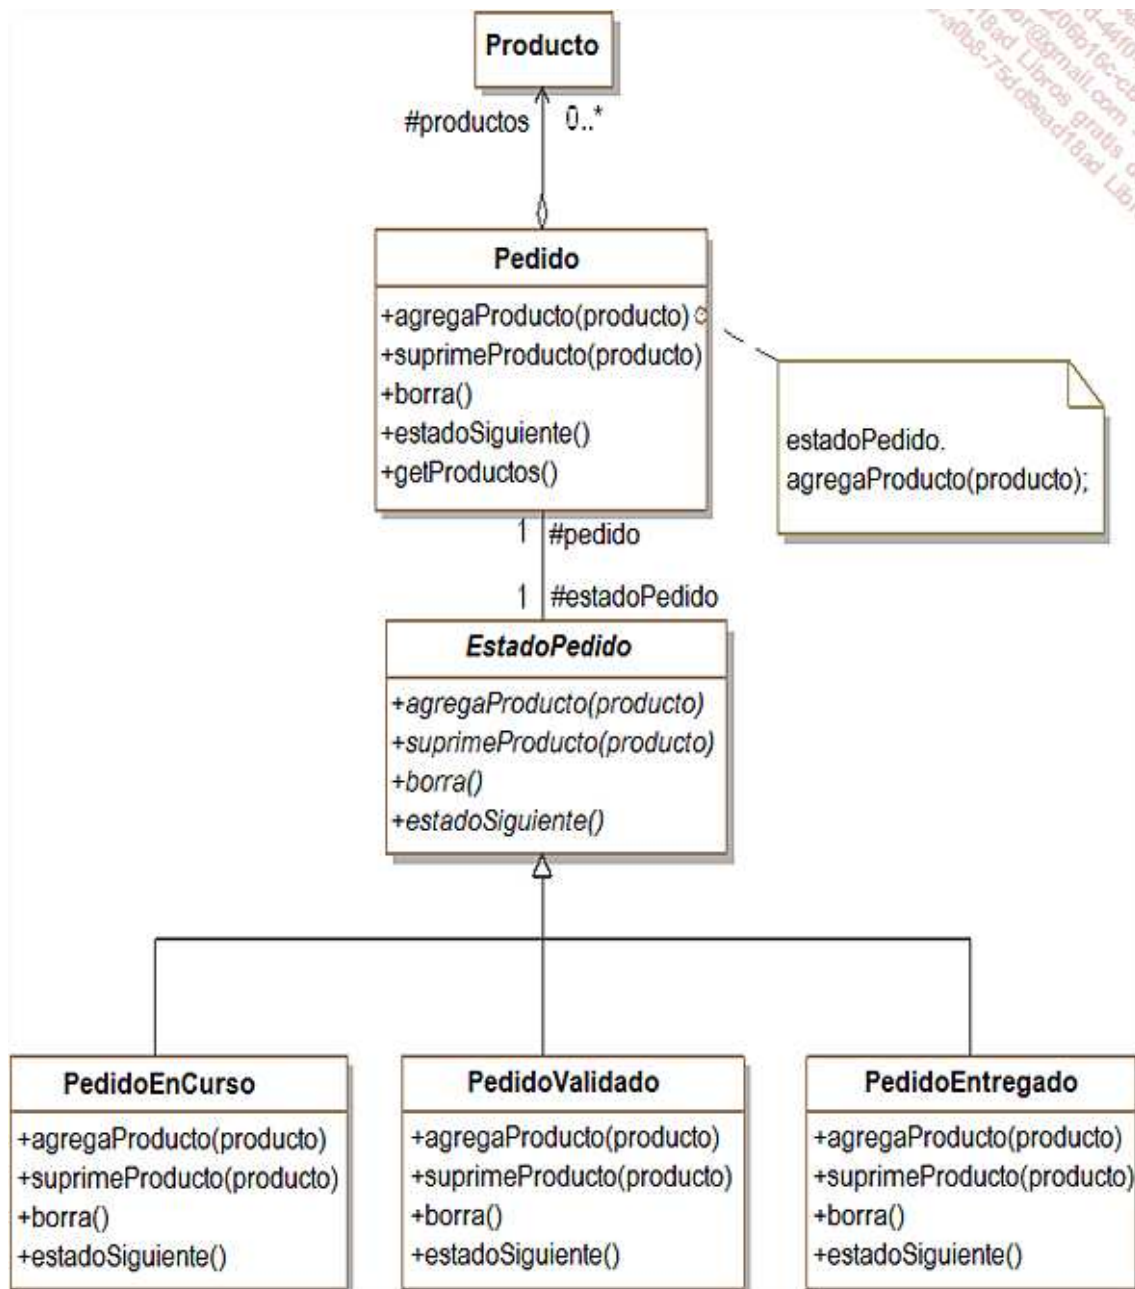 Producto
#productos
0..*
Pedido
+agregaProducto(producto)
+suprimeProducto(producto)
+borra()
+estadoSiguiente()
+getProductos()
estadoPedido.
agregaProducto(producto);
1
#pedido
1
#estadoPedido
EstadoPedido
+agregaProducto(producto)
+suprimeProducto(producto)
+borra()
+estadoSiguiente()
PedidoEnCurso
+agregaProducto(producto)
+suprimeProducto(producto)
+borra()
+estadoSiguiente()
PedidoValidado
+agregaProducto(producto)
+suprimeProducto(producto)
+borra()
+estadoSiguiente()
PedidoEntregado
+agregaProducto(producto)
+suprimeProducto(producto)
+borra()
+estadoSiguiente()